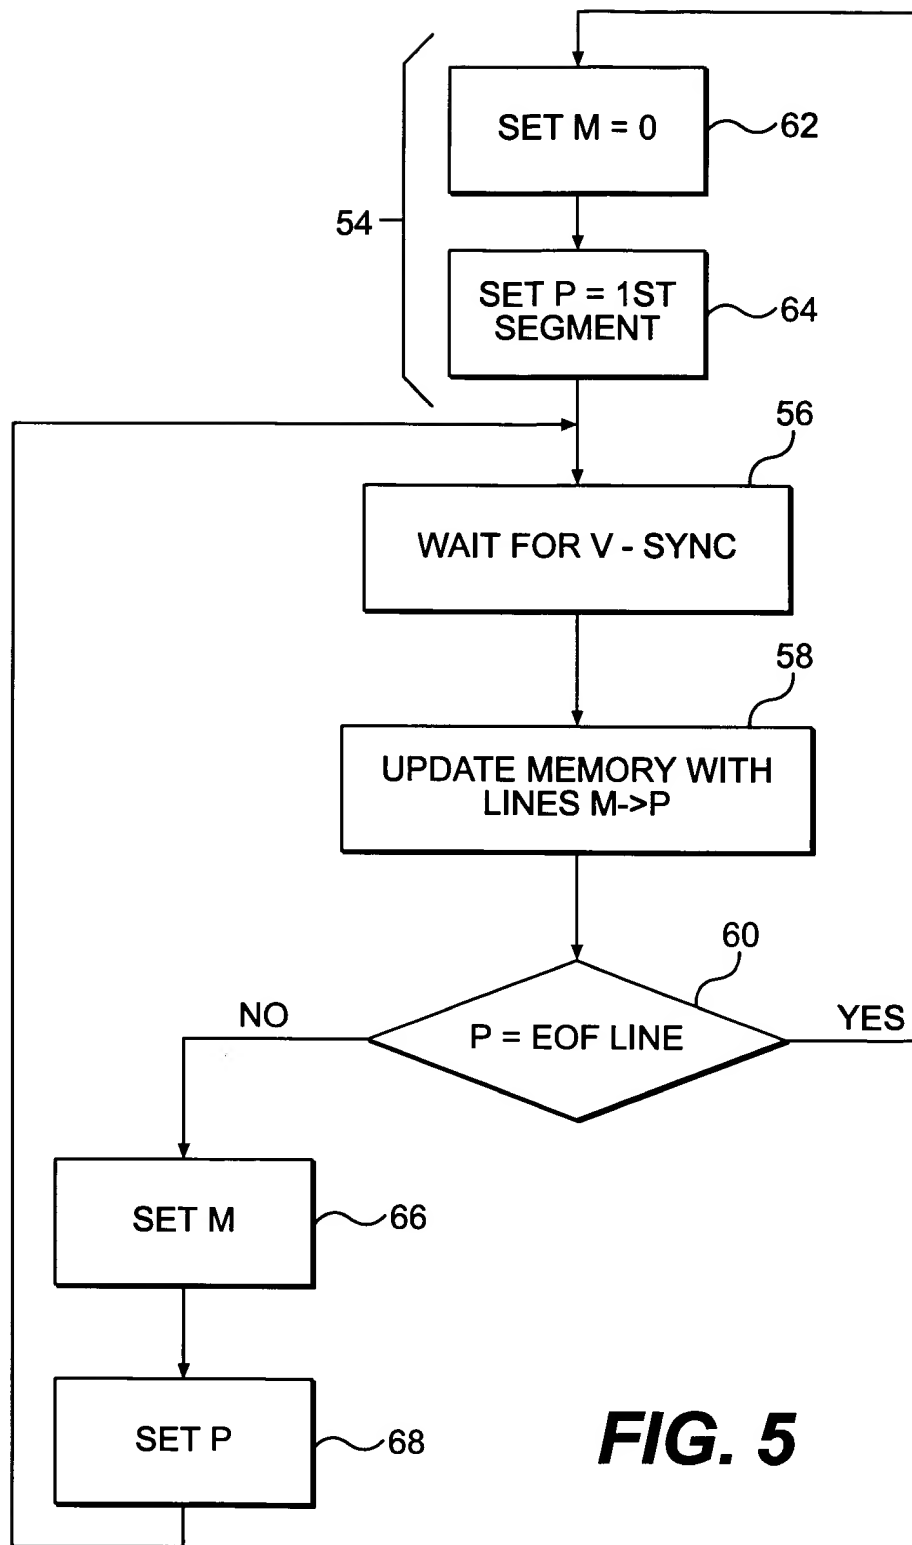 SET M = 0
62
54
SET P = 1ST
SEGMENT
64
56
WAIT FOR V - SYNC
58
UPDATE MEMORY WITH
LINES M->P
60
NO
P = EOF LINE
YES
SET M
66
SET P
68
FIG. 5